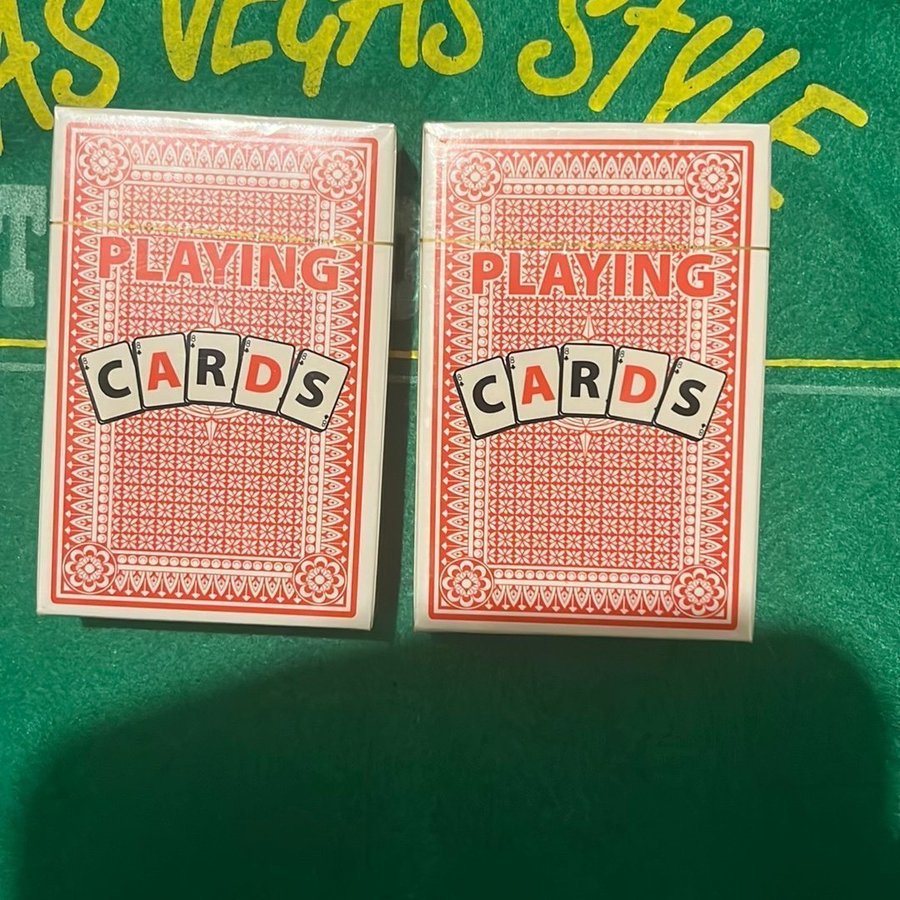 AS VEGAS STYLE
PLAYING
CARDS
PLAYING
CARDS